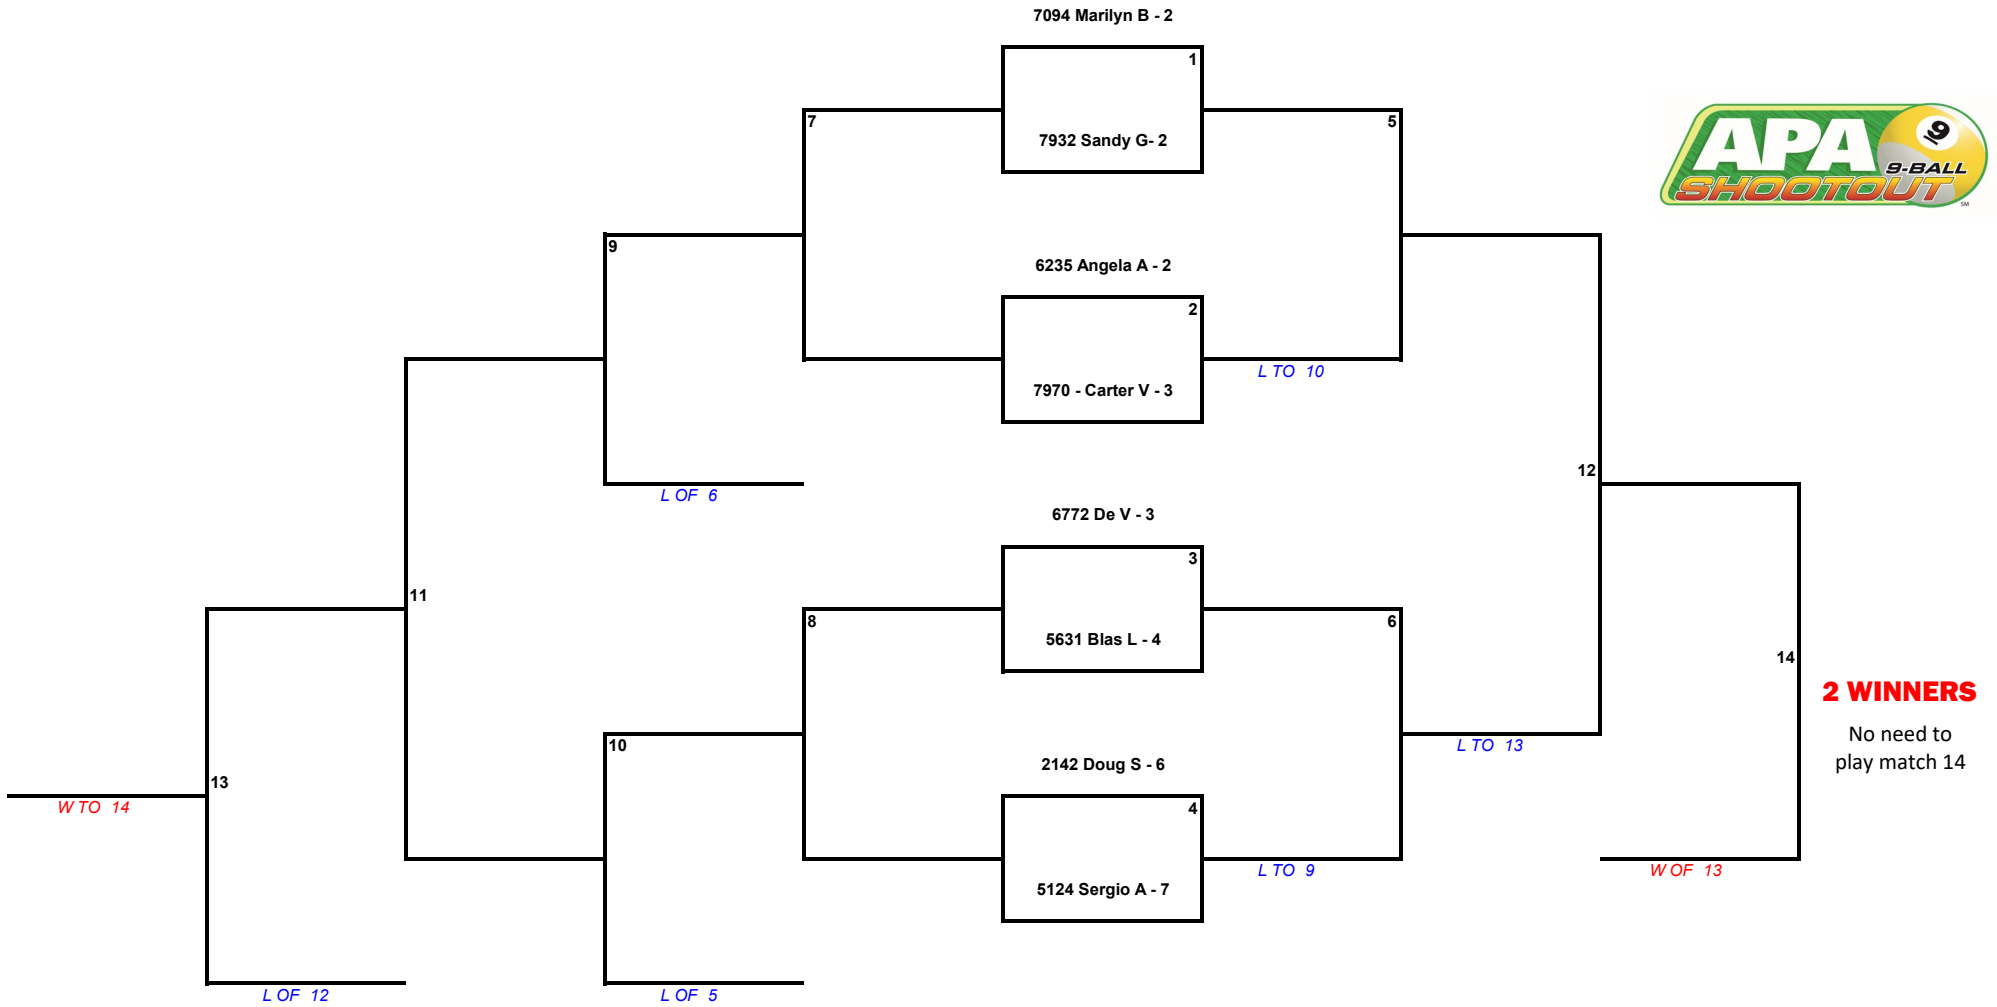 7094 Marilyn B - 2
1
7
7932 Sandy G- 2
5
APA
9
9-BALL
SHOOTOUT
SM
9
6235 Angela A - 2
2
7970 - Carter V - 3
L TO 10
12
L OF 6
6772 De V - 3
3
11
8
5631 Blas L - 4
6
14
2 WINNERS
No need to
play match 14
10
L TO 13
2142 Doug S - 6
13
W TO 14
4
5124 Sergio A - 7
L TO 9
W OF 13
L OF 12
L OF 5